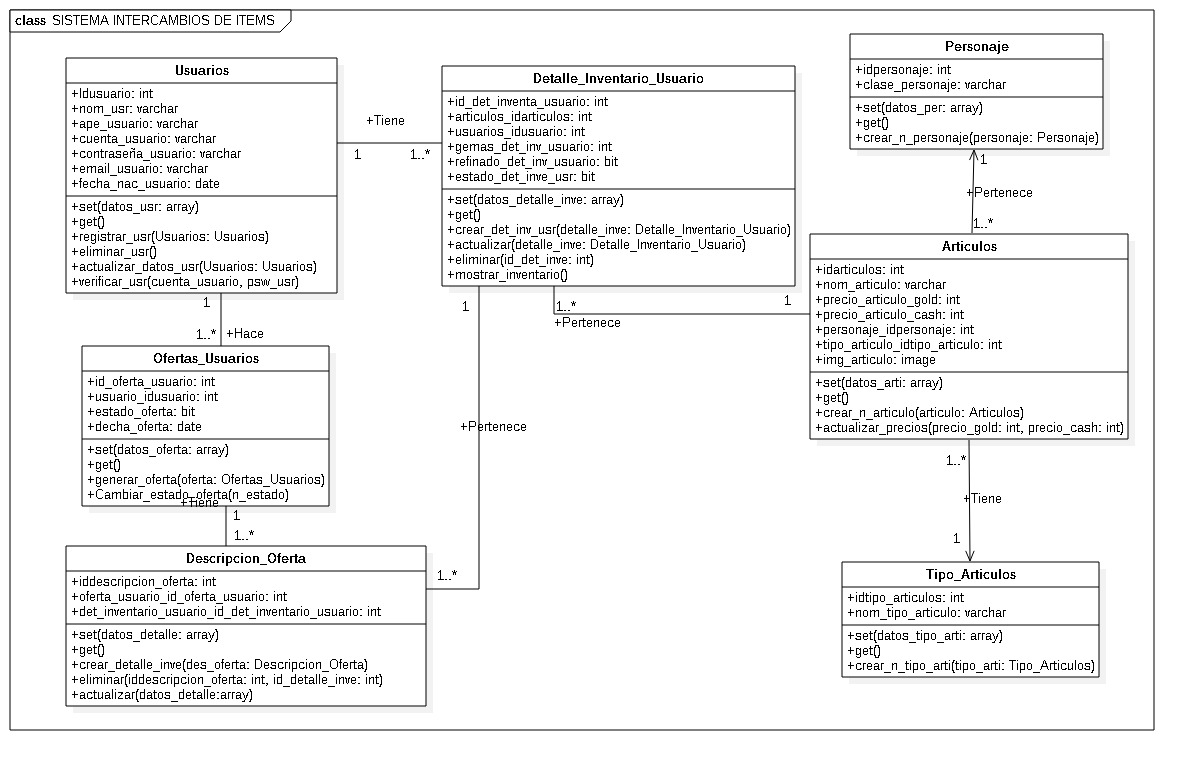 class SISTEMA INTERCAMBIOS DE ITEMS
Usuarios
+Idusuario: int
+nom_usr: varchar
+ape_usuario: varchar
+cuenta_usuario: varchar
+contraseña_usuario: varchar
+email_usuario: varchar
+fecha_nac_usuario: date
+set(datos_usr: array)
+get()
+registrar_usr(Usuarios: Usuarios)
+eliminar_usr()
+actualizar_datos_usr(Usuarios: Usuarios)
+verificar_usr(cuenta_usuario, psw_usr)
+Tiene
1
1..*
Detalle_Inventario_Usuario
+id_det_inventa_usuario: int
+articulos_idarticulos: int
+usuarios_idusuario: int
+gemas_det_inv_usuario: int
+refinado_det_inv_usuario: bit
+estado_det_inve_usr: bit
+set(datos_detalle_inve: array)
+get()
+crear_det_inv_usr(detalle_inve: Detalle_Inventario_Usuario)
+actualizar(detalle_inve: Detalle_Inventario_Usuario)
+eliminar(id_det_inve: int)
+mostrar_inventario()
Personaje
+idpersonaje: int
+clase_personaje: varchar
+set(datos_per: array)
+get()
+crear_n_personaje(personaje: Personaje)
1
+Pertenece
1..*
Articulos
+idarticulos: int
+nom_articulo: varchar
+precio_articulo_gold: int
+precio_articulo_cash: int
+personaje_idpersonaje: int
+tipo_articulo_idtipo_articulo: int
+img_articulo: image
+set(datos_arti: array)
+get()
+crear_n_articulo(articulo: Articulos)
+actualizar_precios(precio_gold: int, precio_cash: int)
1
1..*
+Hace
1
1..*
1
+Pertenece
Ofertas_Usuarios
+id_oferta_usuario: int
+usuario_idusuario: int
+estado_oferta: bit
+decha_oferta: date
+set(datos_oferta: array)
+get()
+generar_oferta(oferta: Ofertas_Usuarios)
+Cambiar_estado_oferta(n_estado)
+Tiene
1
1..*
+Pertenece
1..*
Descripcion_Oferta
+iddescripcion_oferta: int
+oferta_usuario_id_oferta_usuario: int
+det_inventario_usuario_id_det_inventario_usuario: int
+set(datos_detalle: array)
+get()
+crear_detalle_inve(des_oferta: Descripcion_Oferta)
+eliminar(iddescripcion_oferta: int, id_detalle_inve: int)
+actualizar(datos_detalle:array)
1..*
+Tiene
1
Tipo_Articulos
+idtipo_articulos: int
+nom_tipo_articulo: varchar
+set(datos_tipo_arti: array)
+get()
+crear_n_tipo_arti(tipo_arti: Tipo_Articulos)